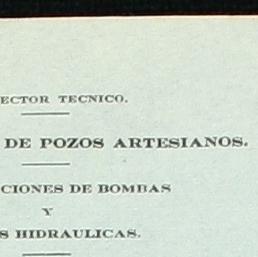 ECTOR TECNICO.
DE POZOS ARTESIANOS.
CIONES DE BOMBAS
Y
S HIDRAULICAS.